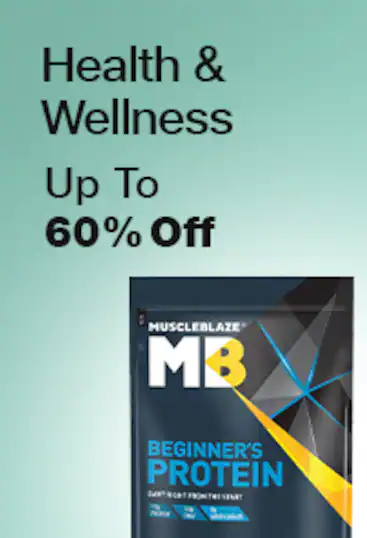 Health &
Wellness
Up To
60% Off
MUSCLEBLAZE
MB
BEGINNER'S
PROTEIN